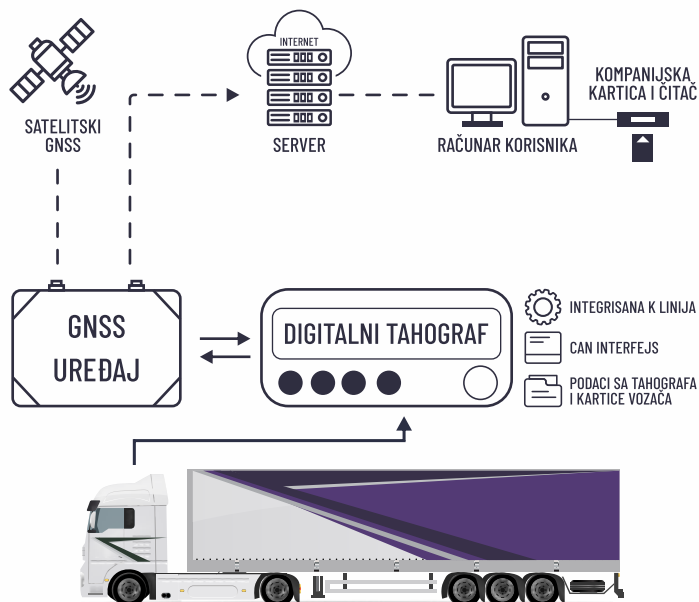 INTERNET
KOMPANIJSKA
KARTICA I ČITAČ
SATELITSKI
GNSS
SERVER
RAČUNAR KORISNIKA
GNSS
UREĐAJ
DIGITALNI TAHOGRAF
INTEGRISANA K LINIJA
CAN INTERFEJS
PODACI SA TAHOGRAFA
I KARTICE VOZAČA